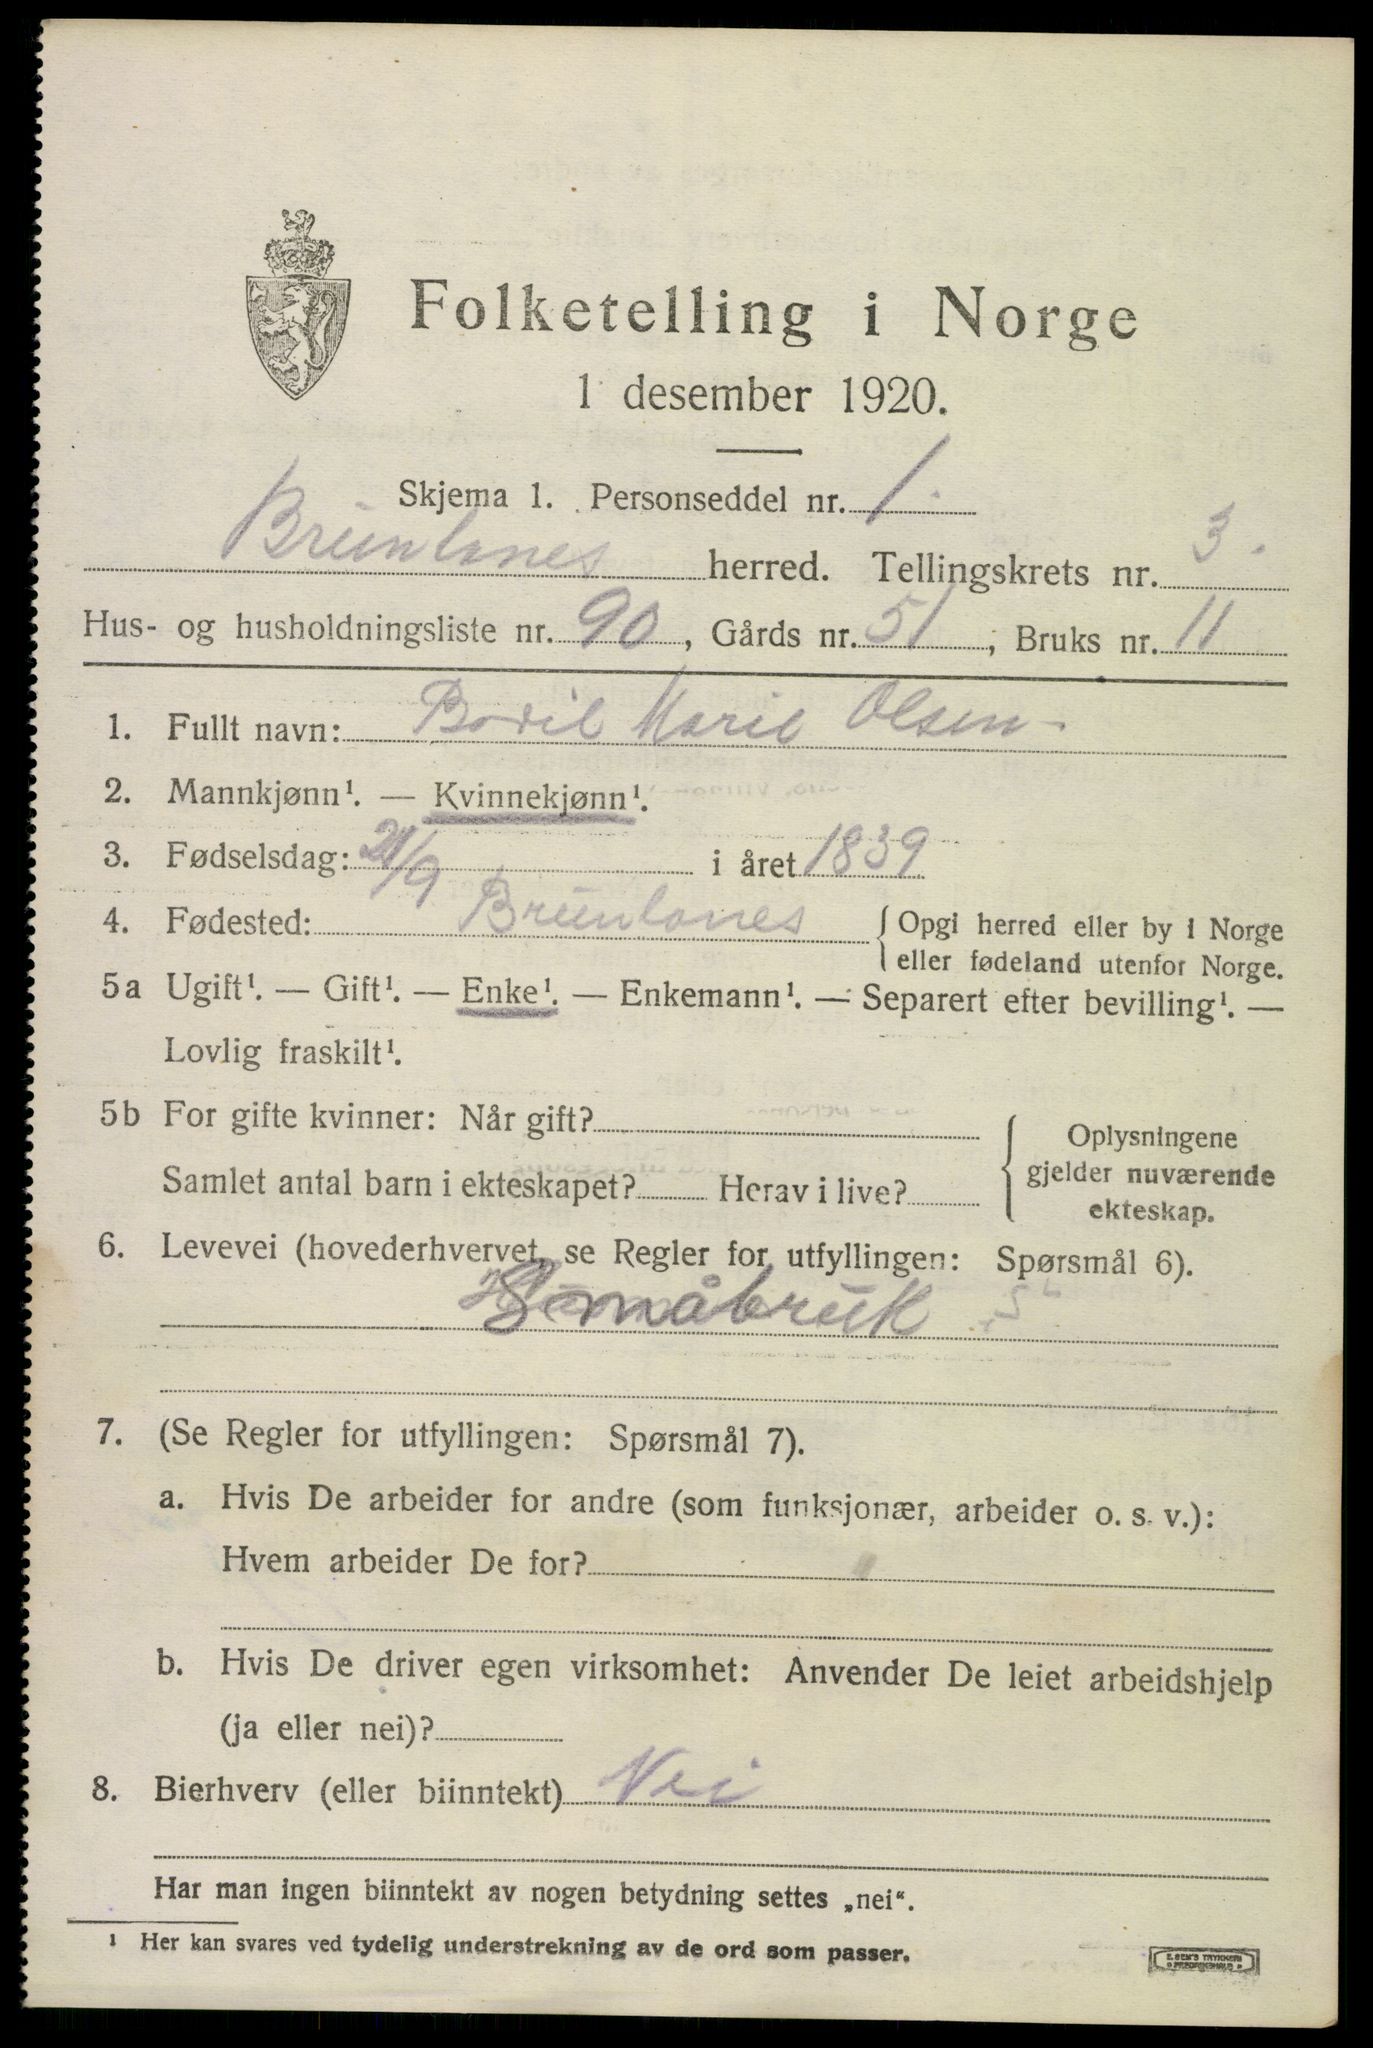 Folketelling i Norge
1 desember 1920.
Skjema 1. Personseddel nr. 1.
Brunlanes herred. Tellingskrets nr. 3.
Hus- og husholdningsliste nr. 90, Gårds nr. 51, Bruks nr. 11
1. Fullt navn: Bodil Marie Olsen
2. Mannkjønn¹. — Kvinnekjønn¹.
3. Fødselsdag: 21/9 i året 1839
4. Fødested: Brunlanes { Opgi herred eller by i Norge
eller fødeland utenfor Norge.
5a Ugift¹. — Gift¹. — Enke¹. — Enkemann¹. — Separert efter bevilling¹. —
Lovlig fraskilt¹.
5b For gifte kvinner: Når gift?
Samlet antal barn i ekteskapet? Herav i live?
Oplysningene
gjelder nuværende
ekteskap.
6. Levevei (hovederhvervet, se Regler for utfyllingen: Spørsmål 6).
Småbruk
7. (Se Regler for utfyllingen: Spørsmål 7).
a. Hvis De arbeider for andre (som funksjonær, arbeider o. s. v.):
Hvem arbeider De for?
b. Hvis De driver egen virksomhet: Anvender De leiet arbeidshjelp
(ja eller nei)?
8. Bierhverv (eller biinntekt) Nei
Har man ingen biinntekt av nogen betydning settes „nei“.
¹ Her kan svares ved tydelig understrekning av de ord som passer.
E. SEM'S TRYKKERI
FREDRIKSHALD